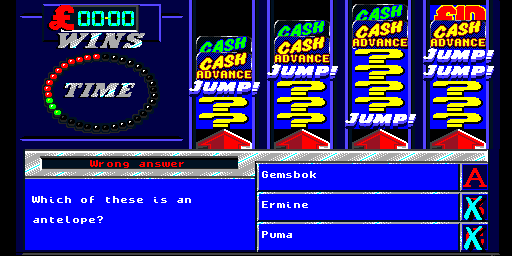 £00-00
WINS
TIME
CASH
CASH
ADVANCE
JUMP!
CASH
CASH
ADVANCE
JUMP!
CASH
CASH
ADVANCE
JUMP!
£10
CASH
ADVANCE
JUMP!
JUMP!
Wrong answer
Which of these is an
antelope?
Gemsbok
A
Ermine
X
Puma
X